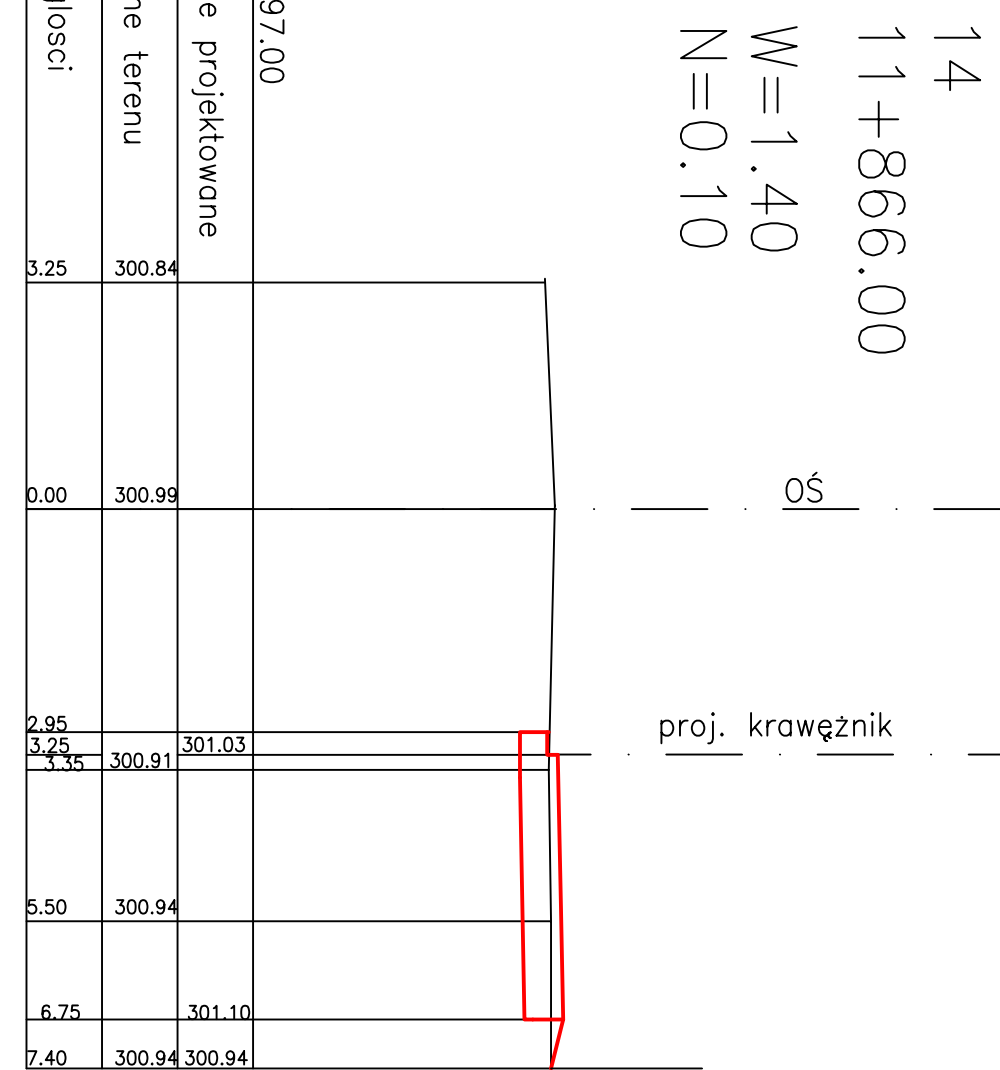 14
11+866.00
W=1.40
N=0.10
97.00
e projektowane
ne terenu
glosci
3.25 300.84
0.00 300.99
OŚ
2.95
3.25 301.03
3.35 300.91
proj. krawężnik
5.50 300.94
6.75 301.10
7.40 300.94 300.94